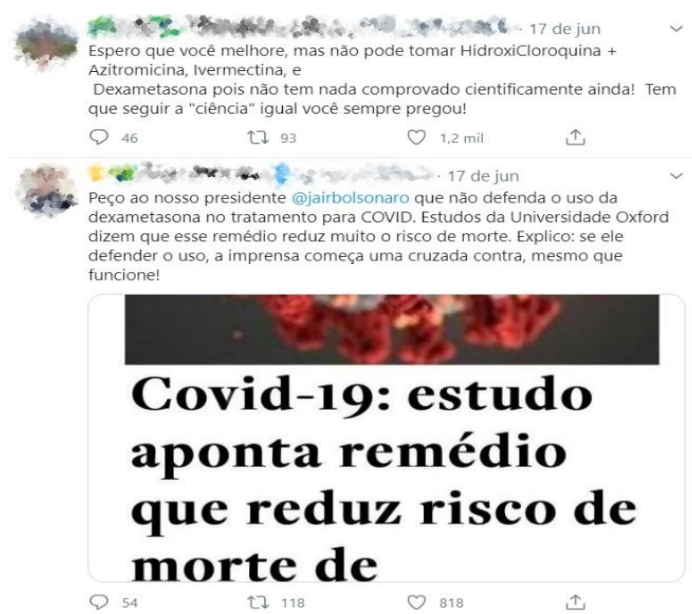 · 17 de jun
Espero que você melhore, mas não pode tomar HidroxiCloroquina +
Azitromicina, Ivermectina, e
Dexametasona pois não tem nada comprovado cientificamente ainda! Tem
que seguir a "ciência" igual você sempre pregou!
46 93 1,2 mil
· 17 de jun
Peço ao nosso presidente @jairbolsonaro que não defenda o uso da
dexametasona no tratamento para COVID. Estudos da Universidade Oxford
dizem que esse remédio reduz muito o risco de morte. Explico: se ele
defender o uso, a imprensa começa uma cruzada contra, mesmo que
funcione!
Covid-19: estudo
aponta remédio
que reduz risco de
morte de
54 118 818